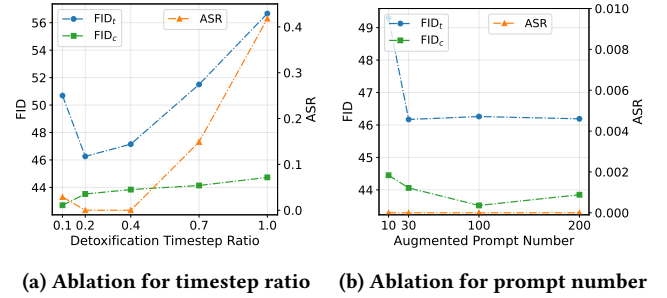 FID_t
FID_c
ASR
56
54
52
50
48
46
44
FID
0.4
0.3
0.2
0.1
0.0
ASR
0.1 0.2 0.4 0.7 1.0
Detoxification Timestep Ratio
(a) Ablation for timestep ratio
FID_t
FID_c
ASR
49
48
47
46
45
44
FID
0.010
0.008
0.006
0.004
0.002
0.000
ASR
10 30 100 200
Augmented Prompt Number
(b) Ablation for prompt number